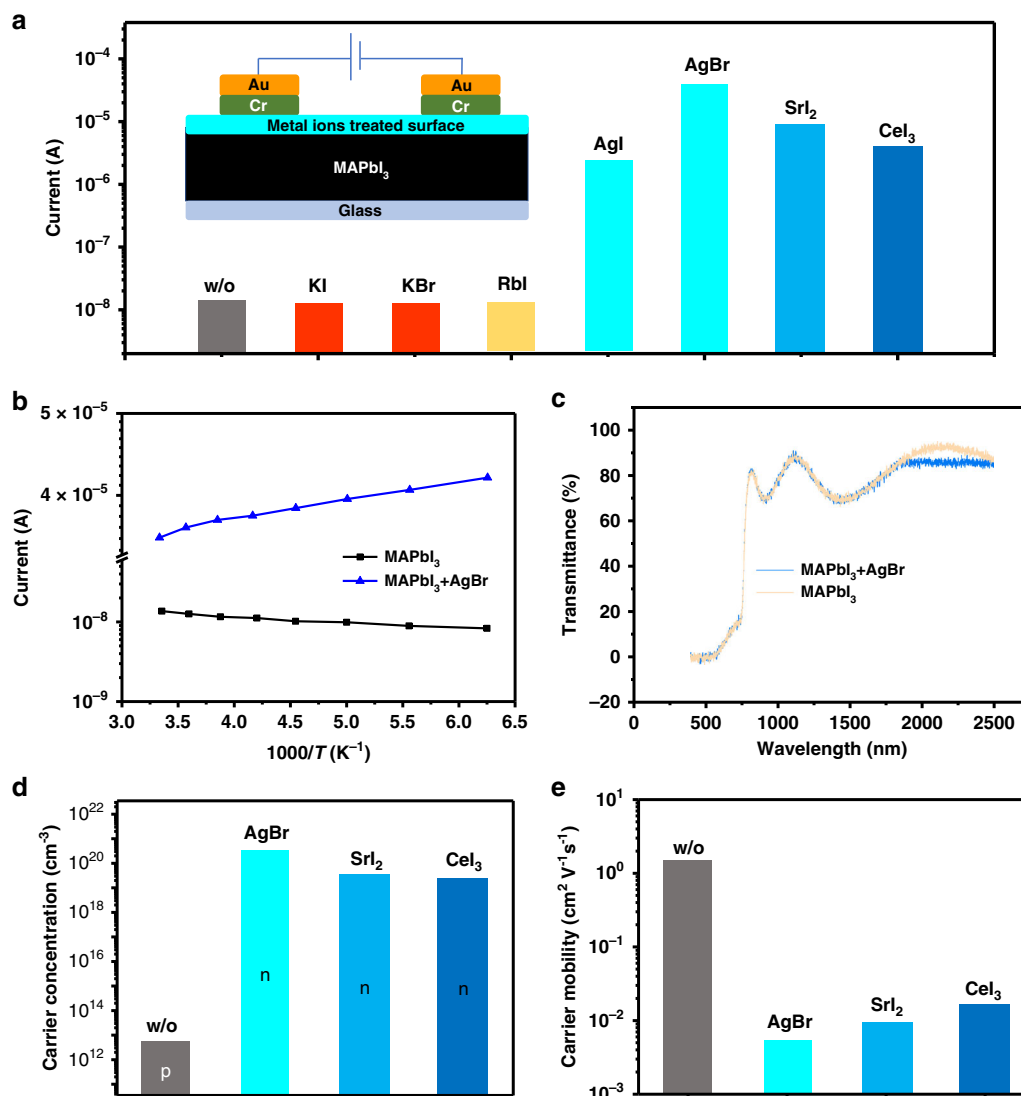 a
Current (A)
10⁻⁴
10⁻⁵
10⁻⁶
10⁻⁷
10⁻⁸
Au Au
Cr Cr
Metal ions treated surface
MAPbI₃
Glass
w/o KI KBr RbI AgI AgBr SrI₂ CeI₃
b
Current (A)
5 × 10⁻⁵
4 × 10⁻⁵
10⁻⁸
10⁻⁹
MAPbI₃
MAPbI₃+AgBr
3.0 3.5 4.0 4.5 5.0 5.5 6.0 6.5
1000/T (K⁻¹)
c
Transmittance (%)
100
80
60
40
20
0
–20
MAPbI₃+AgBr
MAPbI₃
0 500 1000 1500 2000 2500
Wavelength (nm)
d
Carrier concentration (cm⁻³)
10²²
10²⁰
10¹⁸
10¹⁶
10¹⁴
10¹²
w/o AgBr SrI₂ CeI₃
p n n n
e
Carrier mobility (cm² V⁻¹s⁻¹)
10¹
10⁰
10⁻¹
10⁻²
10⁻³
w/o AgBr SrI₂ CeI₃